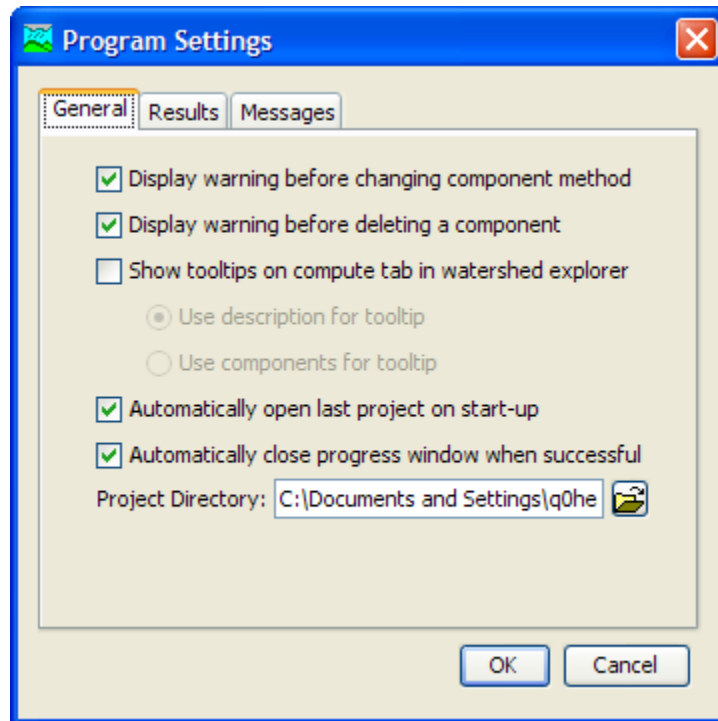 Program Settings
General Results Messages
Display warning before changing component method
Display warning before deleting a component
Show tooltips on compute tab in watershed explorer
Use description for tooltip
Use components for tooltip
Automatically open last project on start-up
Automatically close progress window when successful
Project Directory: C:\Documents and Settings\q0he
OK Cancel